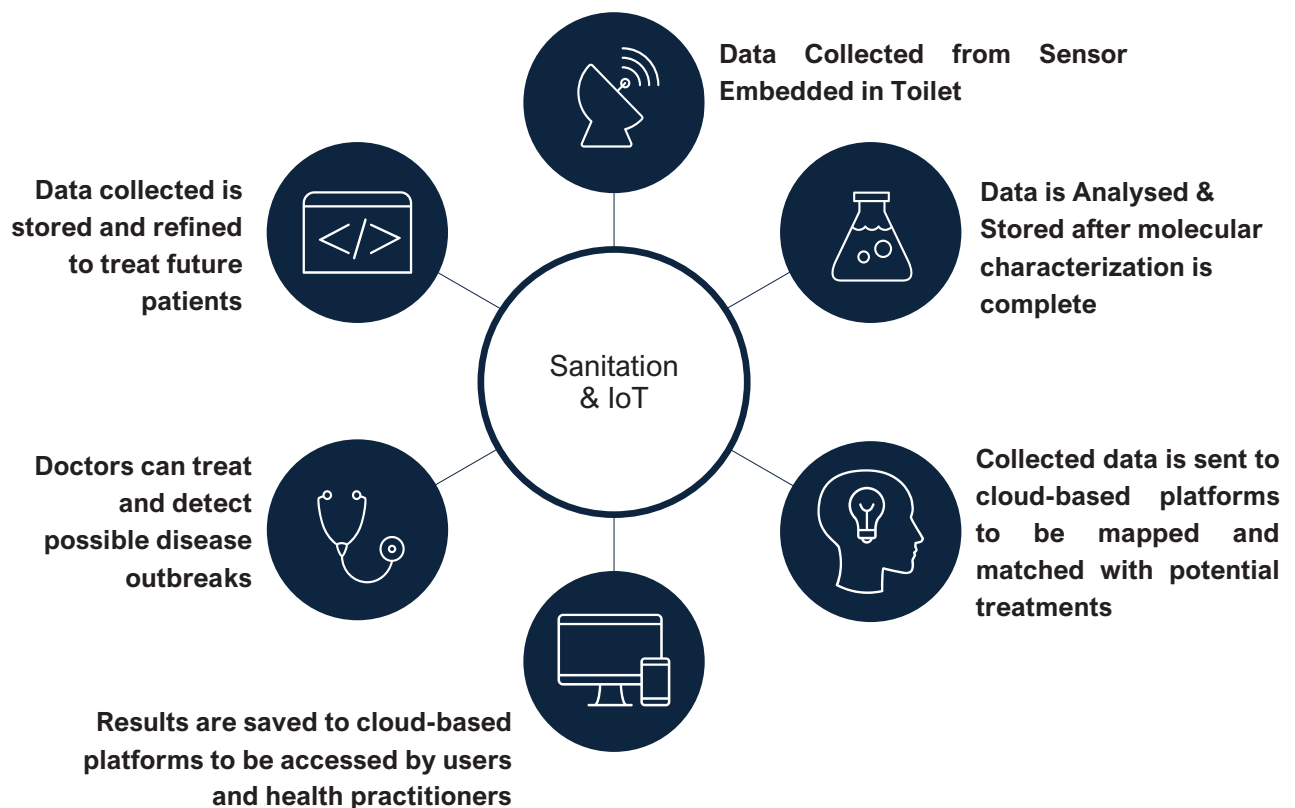 Data Collected from Sensor
Embedded in Toilet
Data is Analysed &
Stored after molecular
characterization is
complete
Collected data is sent to
cloud-based platforms
to be mapped and
matched with potential
treatments
Results are saved to cloud-based
platforms to be accessed by users
and health practitioners
Doctors can treat
and detect
possible disease
outbreaks
Data collected is
stored and refined
to treat future
patients
</>
Sanitation
& IoT